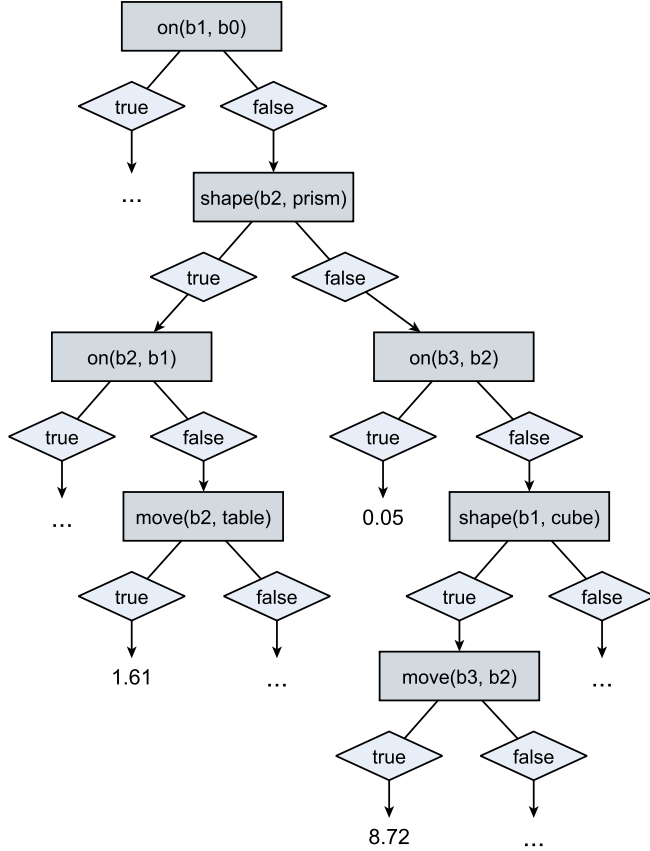 on(b1, b0)
true
false
...
shape(b2, prism)
true
false
on(b2, b1)
on(b3, b2)
true
false
true
false
...
move(b2, table)
0.05
shape(b1, cube)
true
false
true
false
1.61
...
move(b3, b2)
...
true
false
8.72
...